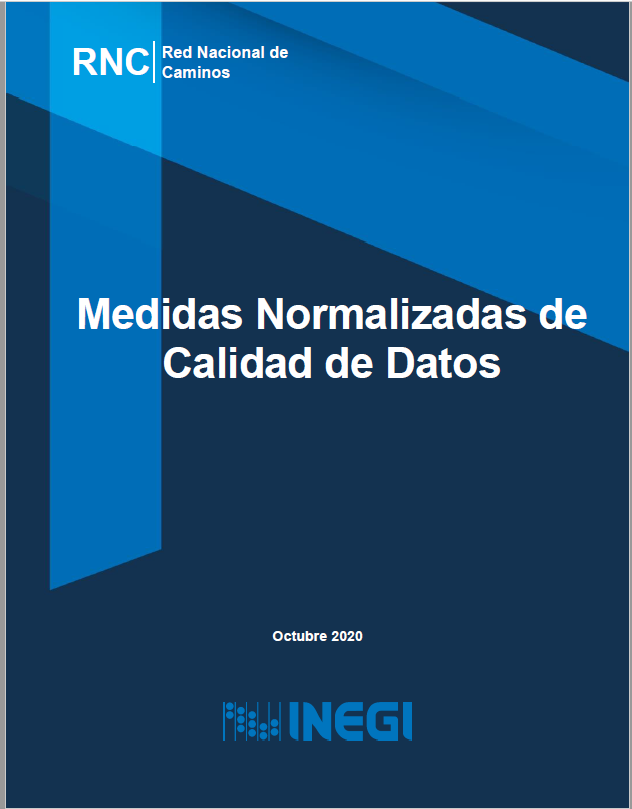 RNC
Red Nacional de
Caminos
Medidas Normalizadas de
Calidad de Datos
Octubre 2020
INEGI